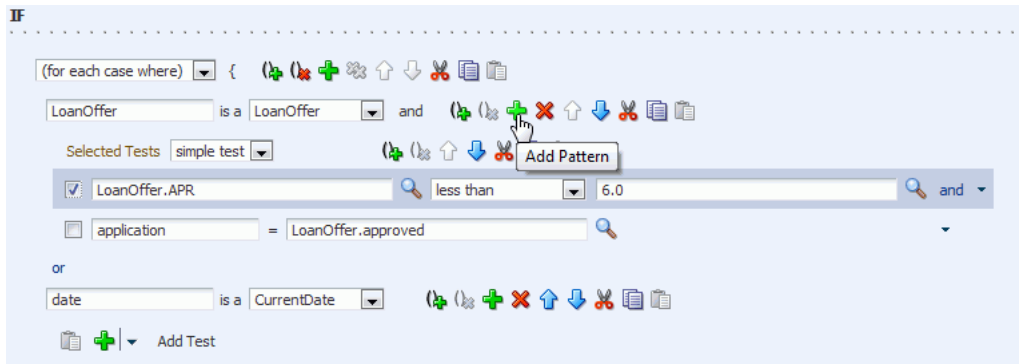 IF
(for each case where) {
LoanOffer is a LoanOffer and
Selected Tests simple test
Add Pattern
LoanOffer.APR less than 6.0 and
application = LoanOffer.approved
or
date is a CurrentDate
Add Test